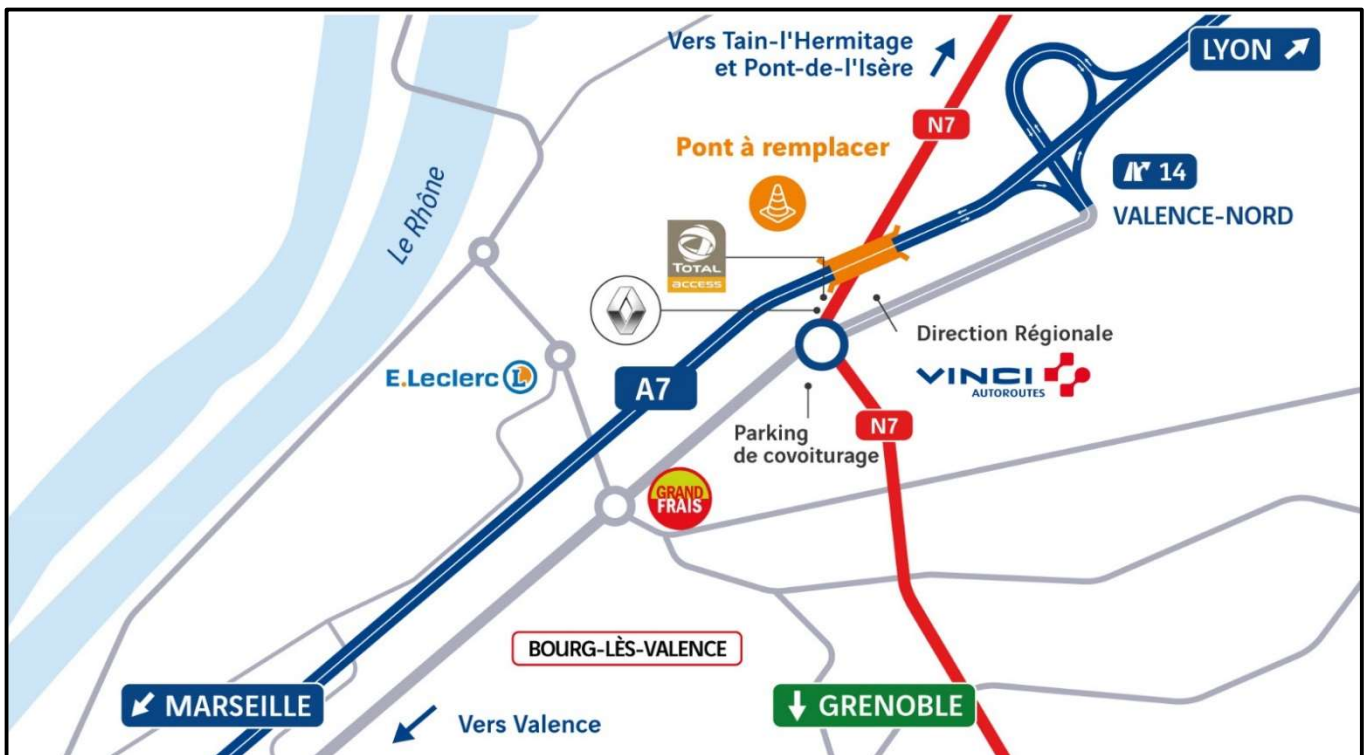 Vers Tain-l'Hermitage
et Pont-de-l'Isère
LYON
N7
Pont à remplacer
14
VALENCE-NORD
Le Rhône
TOTAL
access
Direction Régionale
VINCI
AUTOROUTES
E.Leclerc L
A7
N7
Parking
de covoiturage
GRAND
FRAIS
BOURG-LÈS-VALENCE
MARSEILLE
GRENOBLE
Vers Valence